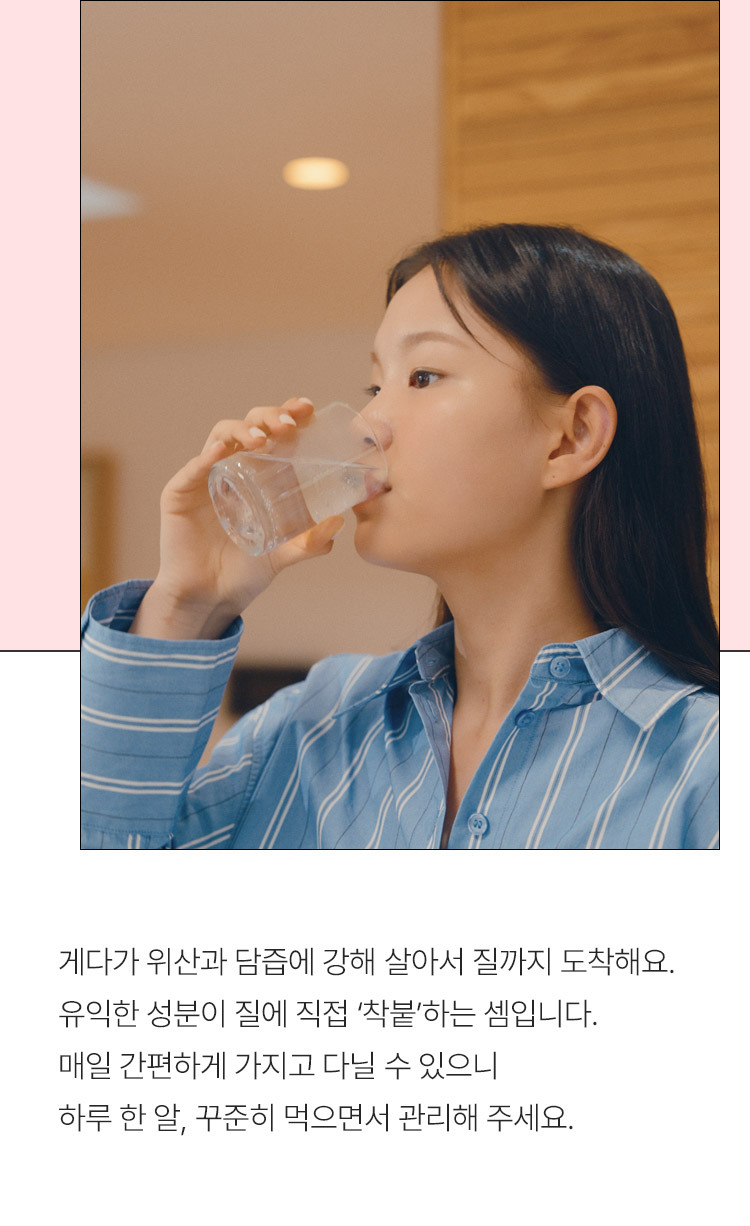 게다가 위산과 담즙에 강해 살아서 질까지 도착해요.
유익한 성분이 질에 직접 ‘착붙’하는 셈입니다.
매일 간편하게 가지고 다닐 수 있으니
하루 한 알, 꾸준히 먹으면서 관리해 주세요.